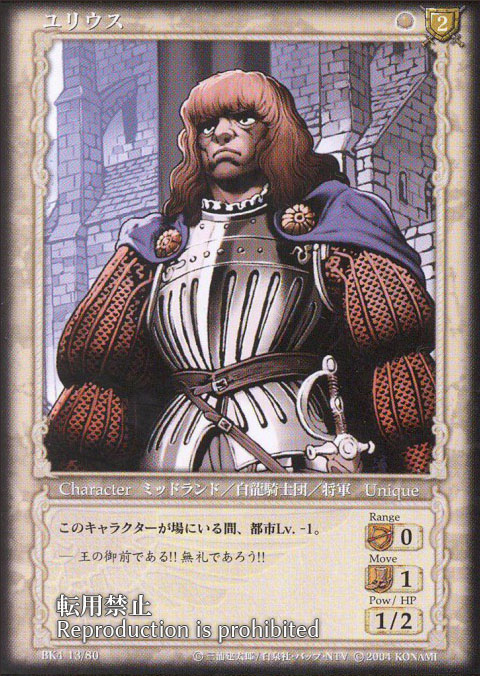 ユリウス
2
Character ミッドランド／白龍騎士団／将軍 Unique
このキャラクターが場にいる間、都市Lv. -1。
― 王の御前である!! 無礼であろう!!
Range
0
Move
1
Pow/ HP
1/2
転用禁止
Reproduction is prohibited
BK4 13/80
© 三浦建太郎/白泉社・バップ・NTV © 2004 KONAMI